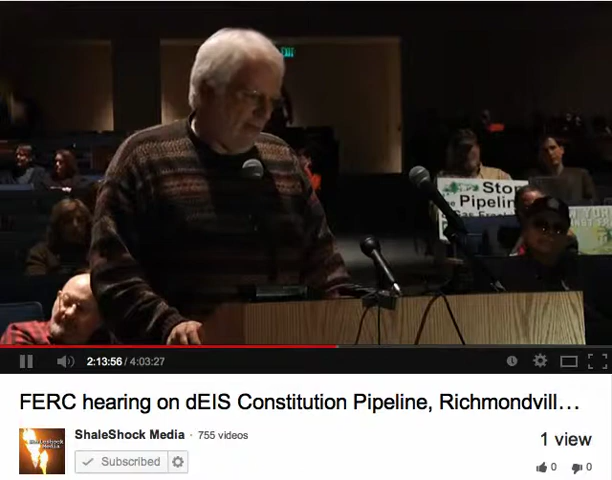 Stop
Pipelin
2:13:56 / 4:03:27
FERC hearing on dEIS Constitution Pipeline, Richmondvill...
ShaleShock Media · 755 videos
Subscribed
1 view
0 0